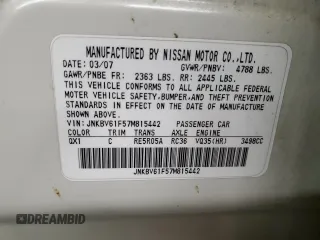 MANUFACTURED BY NISSAN MOTOR CO.,LTD.
DATE 03/07 GVWR/PNBV: 4788 LBS.
GAWR/PNBE FR: 2363 LBS. RR: 2445 LBS.
THIS VEHICLE CONFORMS TO ALL APPLICABLE
FEDERAL MOTOR VEHICLE SAFETY, BUMPER, AND THEFT
PREVENTION STANDARDS IN EFFECT ON THE DATE OF
MANUFACTURE SHOWN ABOVE.
VIN: JNKBV61F57M815442 PASSENGER CAR
COLOR TRIM TRANS AXLE ENGINE
QX1 C RE5R05A RC36 VQ35(HR) 3498CC
JNKBV61F57M815442
EPICAMBID